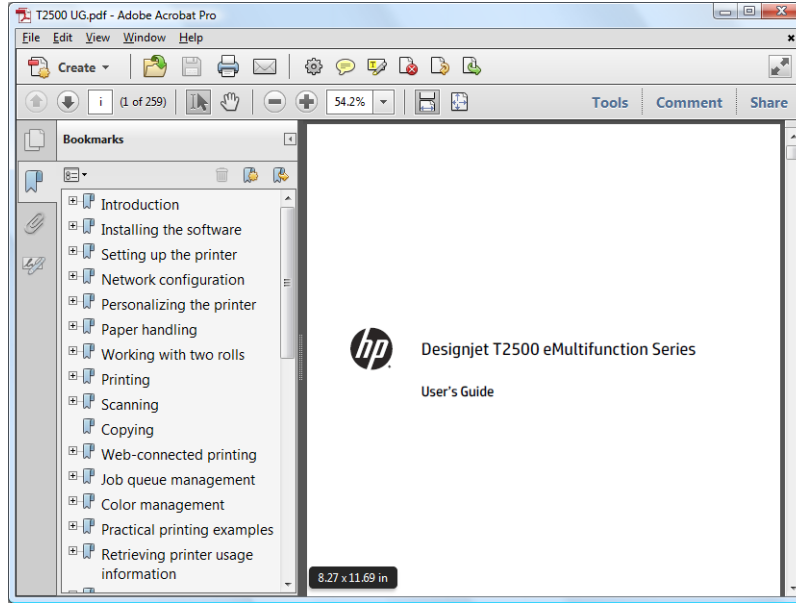 T2500 UG.pdf - Adobe Acrobat Pro
File Edit View Window Help
Create
i (1 of 259) 54.2% Tools Comment Share
Bookmarks
Introduction
Installing the software
Setting up the printer
Network configuration
Personalizing the printer
Paper handling
Working with two rolls
Printing
Scanning
Copying
Web-connected printing
Job queue management
Color management
Practical printing examples
Retrieving printer usage
information
hp
Designjet T2500 eMultifunction Series
User's Guide
8.27 x 11.69 in